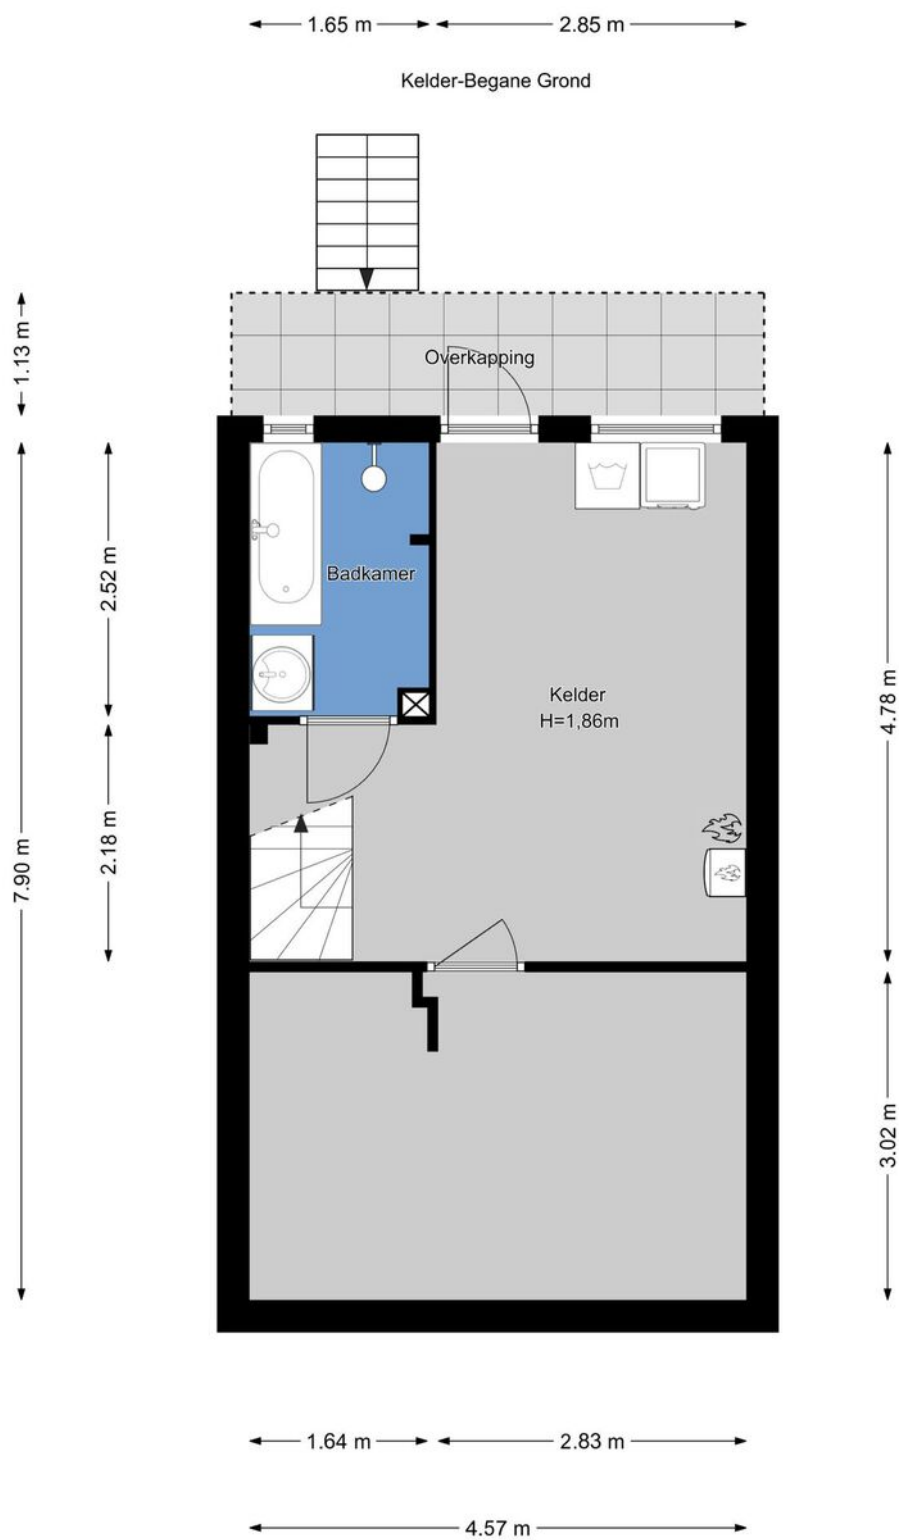 1.65 m
2.85 m
Kelder-Begane Grond
1.13 m
Overkapping
2.52 m
Badkamer
4.78 m
Kelder
H=1,86m
7.90 m
2.18 m
3.02 m
1.64 m
2.83 m
4.57 m